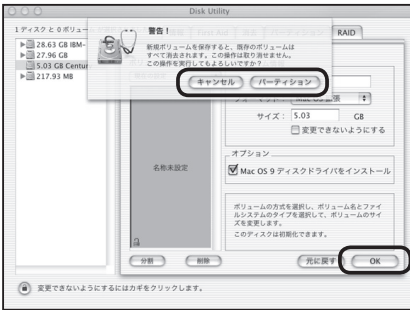 Disk Utility
1 ディスク と 0 ボリュー
28.63 GB IBM-
27.96 GB
5.03 GB Centur
217.93 MB
警告！
新規ボリュームを保存すると、既存のボリュームは
すべて消去されます。この操作は取り消せません。
この操作を実行してもよろしいですか？
キャンセル
パーティション
RAID
サイズ： 5.03 GB
変更できないようにする
名称未設定
オプション
Mac OS 9 ディスクドライバをインストール
ボリュームの方式を選択し、ボリューム名とファイ
ルシステムのタイプを選択して、ボリュームのサイ
ズを変更します。
このディスクは初期化できます。
分割
削除
元に戻す
OK
変更できないようにするにはカギをクリックします。